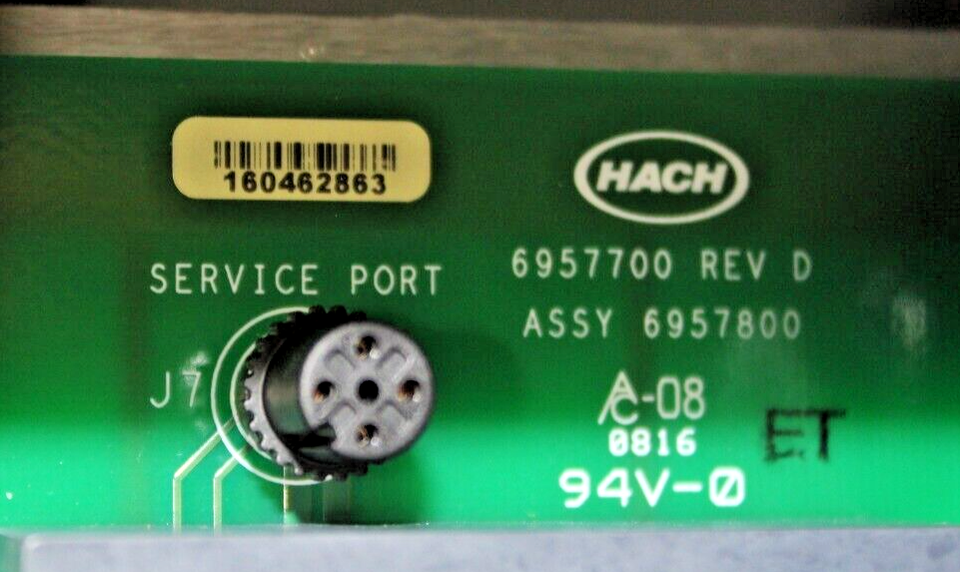 160462863
HACH
SERVICE PORT
6957700 REV D
ASSY 6957800
J7
AC-08
0816
94V-0
ET